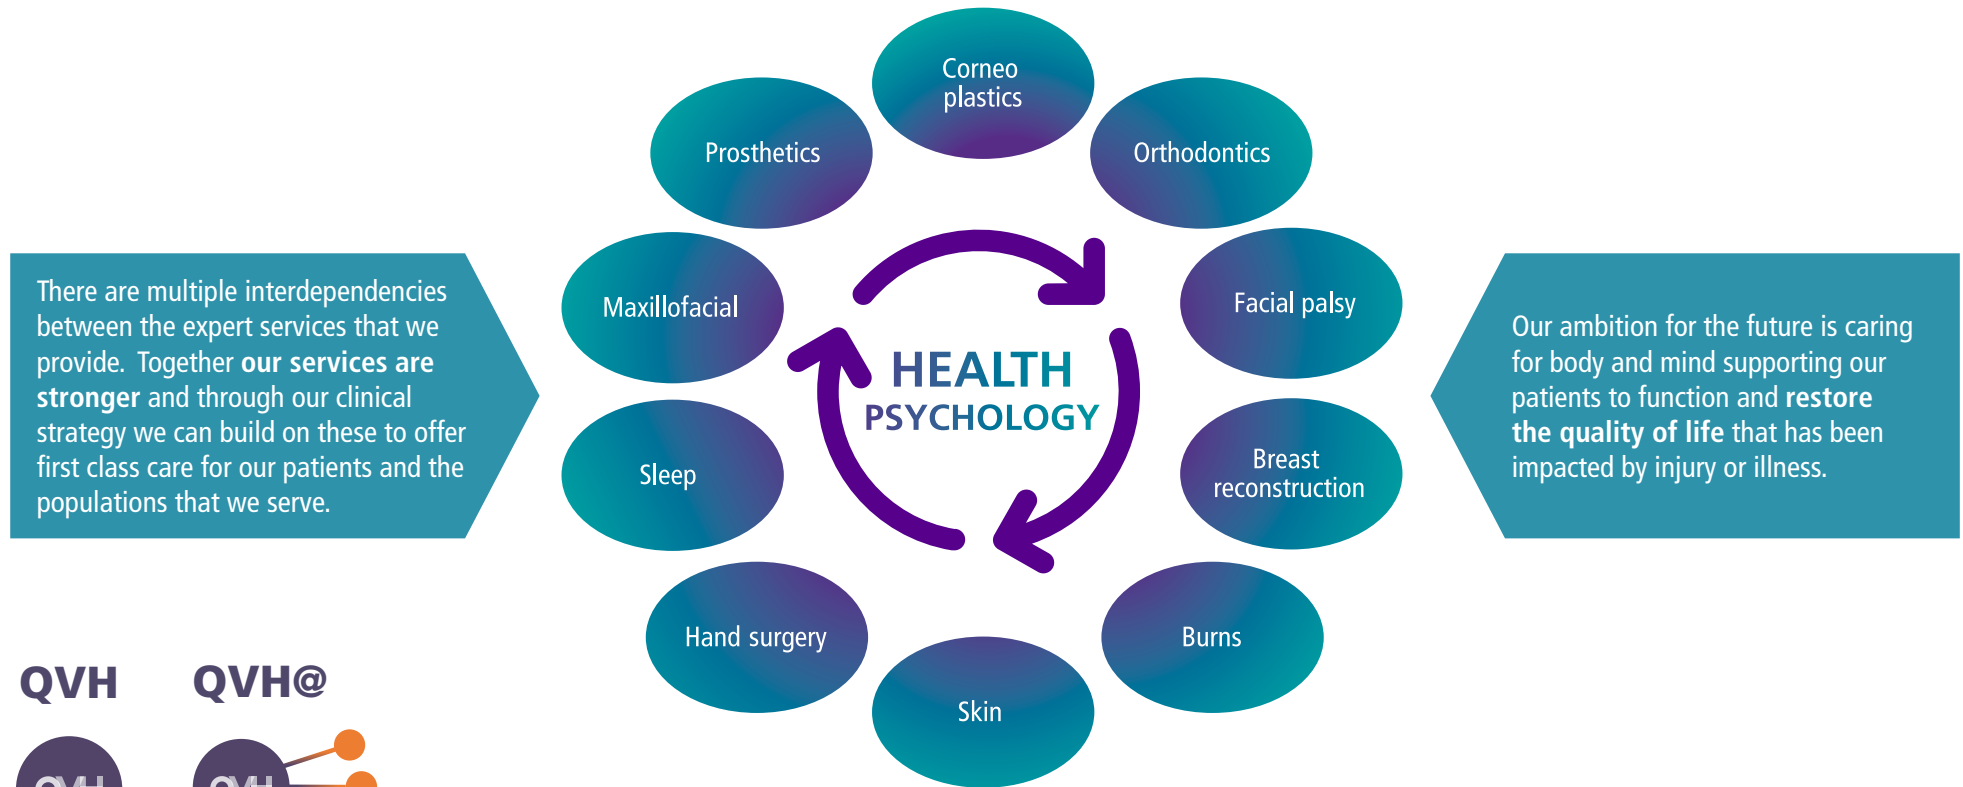 Corneo
plastics
Prosthetics
Orthodontics
Maxillofacial
Facial palsy
There are multiple interdependencies
between the expert services that we
provide.  Together our services are
stronger and through our clinical
strategy we can build on these to offer
first class care for our patients and the
populations that we serve.
HEALTH
PSYCHOLOGY
Our ambition for the future is caring
for body and mind supporting our
patients to function and restore
the quality of life that has been
impacted by injury or illness.
Sleep
Breast
reconstruction
Hand surgery
Burns
Skin
QVH
QVH@
QVH
QVH